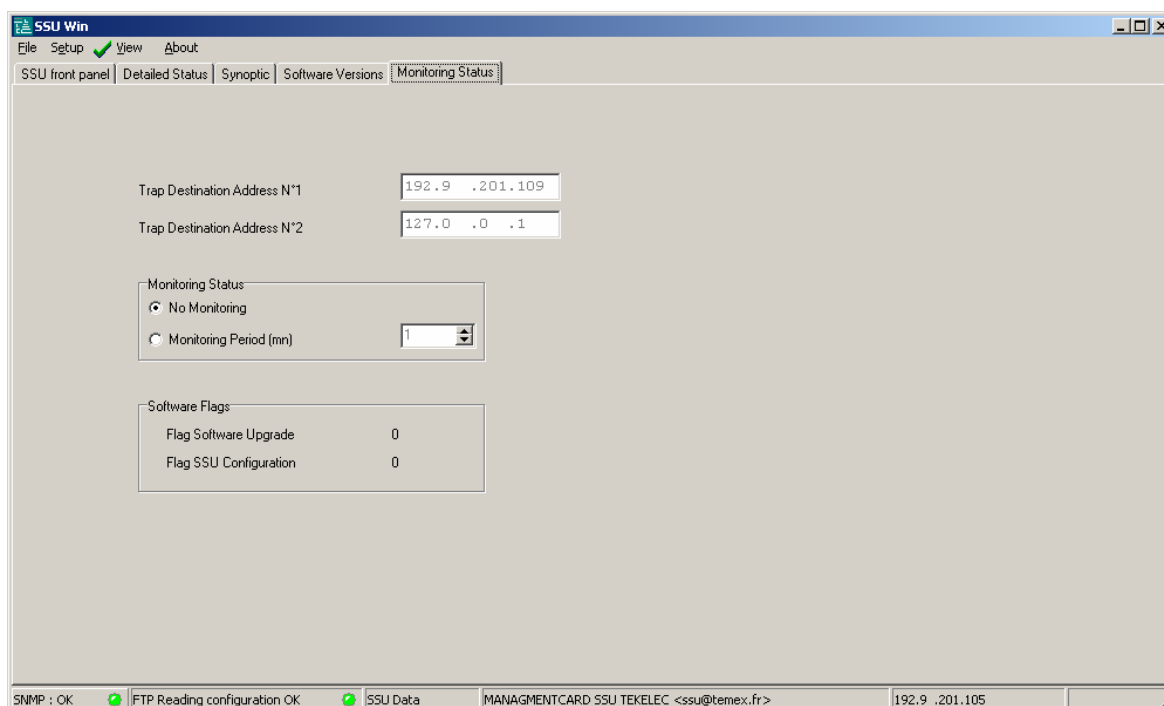 SSU Win
File Setup View About
SSU front panel Detailed Status Synoptic Software Versions Monitoring Status
Trap Destination Address N°1 192.9 .201.109
Trap Destination Address N°2 127.0 .0 .1
Monitoring Status
No Monitoring
Monitoring Period (mn) 1
Software Flags
Flag Software Upgrade 0
Flag SSU Configuration 0
SNMP : OK FTP Reading configuration OK SSU Data MANAGMENTCARD SSU TEKELEC <ssu@temex.fr> 192.9 .201.105